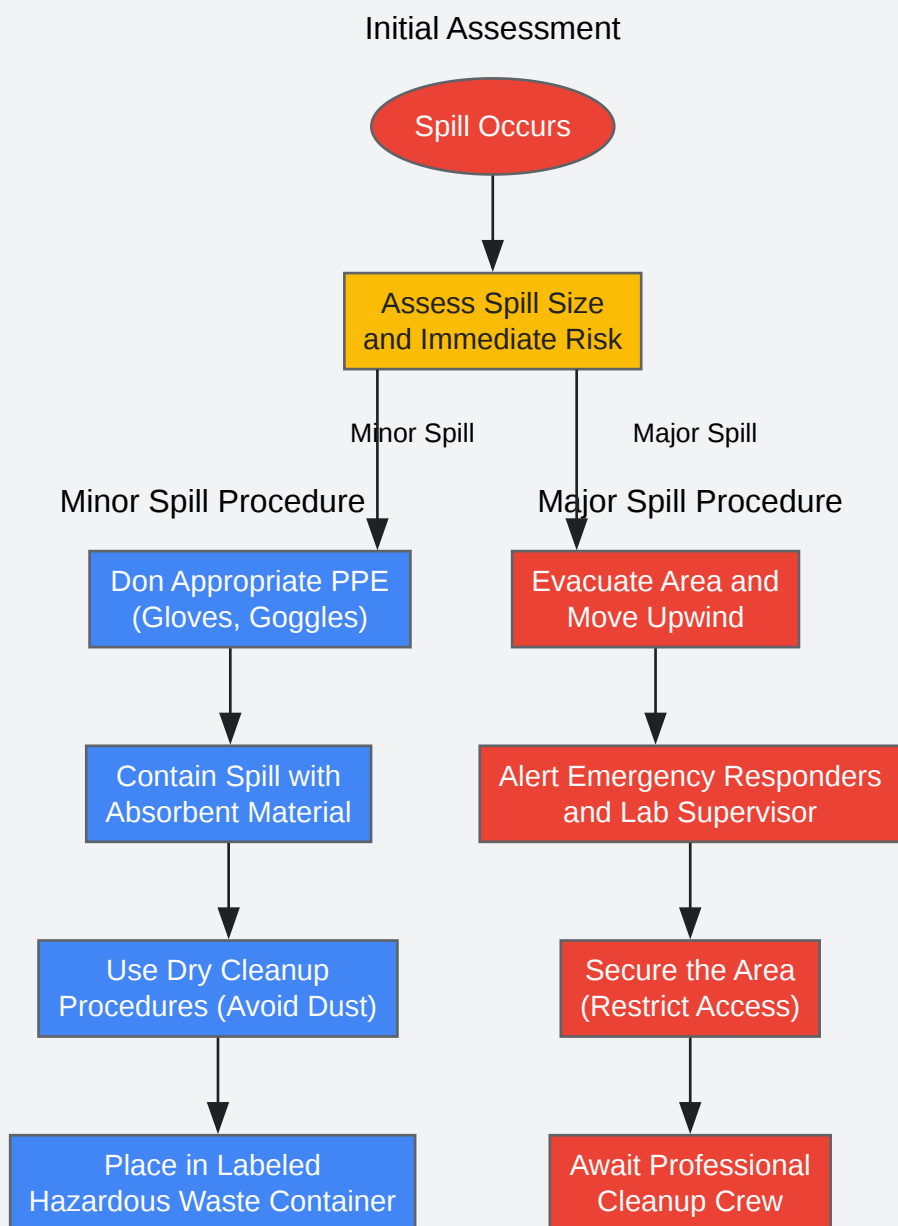 Initial Assessment
Spill Occurs
Assess Spill Size
and Immediate Risk
Minor Spill
Major Spill
Minor Spill Procedure
Major Spill Procedure
Don Appropriate PPE
(Gloves, Goggles)
Evacuate Area and
Move Upwind
Contain Spill with
Absorbent Material
Alert Emergency Responders
and Lab Supervisor
Use Dry Cleanup
Procedures (Avoid Dust)
Secure the Area
(Restrict Access)
Place in Labeled
Hazardous Waste Container
Await Professional
Cleanup Crew